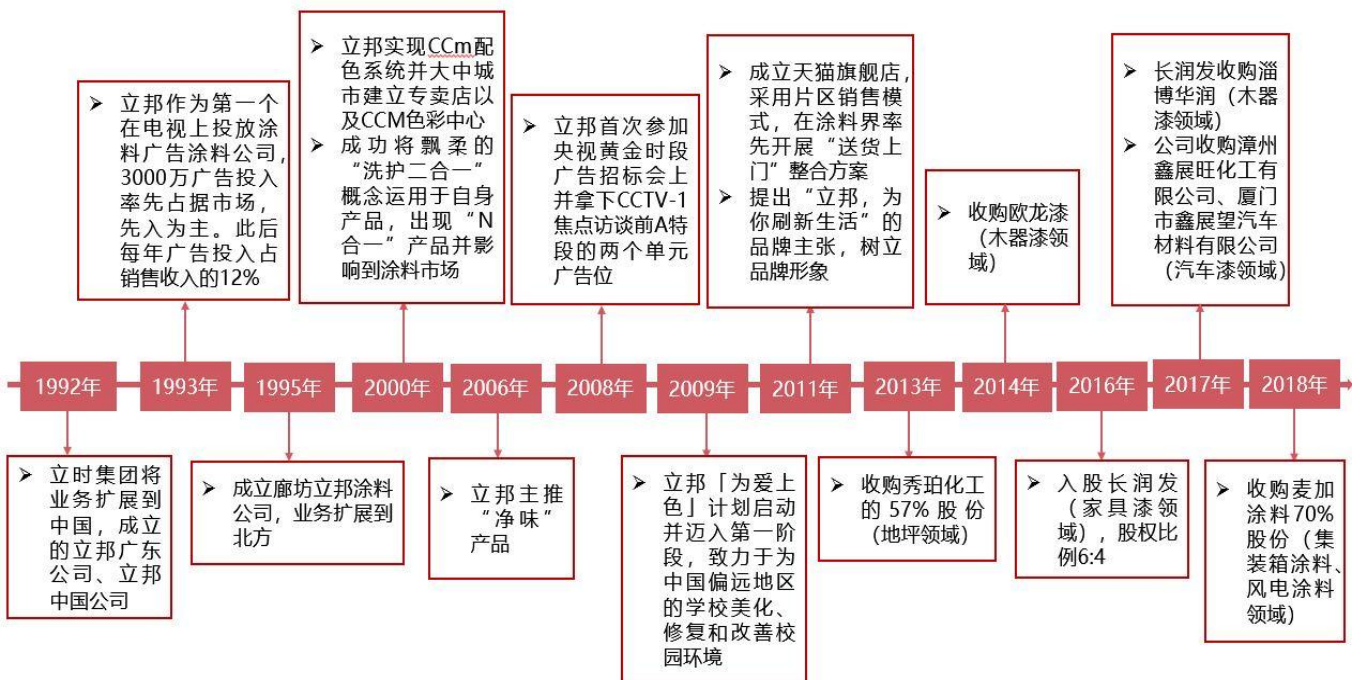 ➢ 立邦作为第一个
在电视上投放涂
料广告涂料公司，
3000万广告投入
率先占据市场，
先入为主。此后
每年广告投入占
销售收入的12%
➢ 立邦实现CCm配
色系统并大中城
市建立专卖店以
及CCM色彩中心
➢ 成功将飘柔的
“洗护二合一”
概念运用于自身
产品，出现“N
合一”产品并影
响到涂料市场
➢ 立邦首次参加
央视黄金时段
广告招标会上
并拿下CCTV-1
焦点访谈前A特
段的两个单元
广告位
➢ 成立天猫旗舰店，
采用片区销售模
式，在涂料界率
先开展“送货上
门”整合方案
➢ 提出“立邦，为
你刷新生活”的
品牌主张，树立
品牌形象
➢ 收购欧龙漆
（木器漆领
域）
➢ 长润发收购淄
博华润（木器
漆领域）
➢ 公司收购漳州
鑫展旺化工有
限公司、厦门
市鑫展望汽车
材料有限公司
（汽车漆领域）
1992年 1993年 1995年 2000年 2006年 2008年 2009年 2011年 2013年 2014年 2016年 2017年 2018年
➢ 立时集团将
业务扩展到
中国，成立
的立邦广东
公司、立邦
中国公司
➢ 成立廊坊立邦涂料
公司，业务扩展到
北方
➢ 立邦主推
“净味”
产品
➢ 立邦「为爱上
色」计划启动
并迈入第一阶
段，致力于为
中国偏远地区
的学校美化、
修复和改善校
园环境
➢ 收购秀珀化工
的57%股份
（地坪领域）
➢ 入股长润发
（家具漆领
域），股权比
例6:4
➢ 收购麦加
涂料70%
股份（集
装箱涂料、
风电涂料
领域）